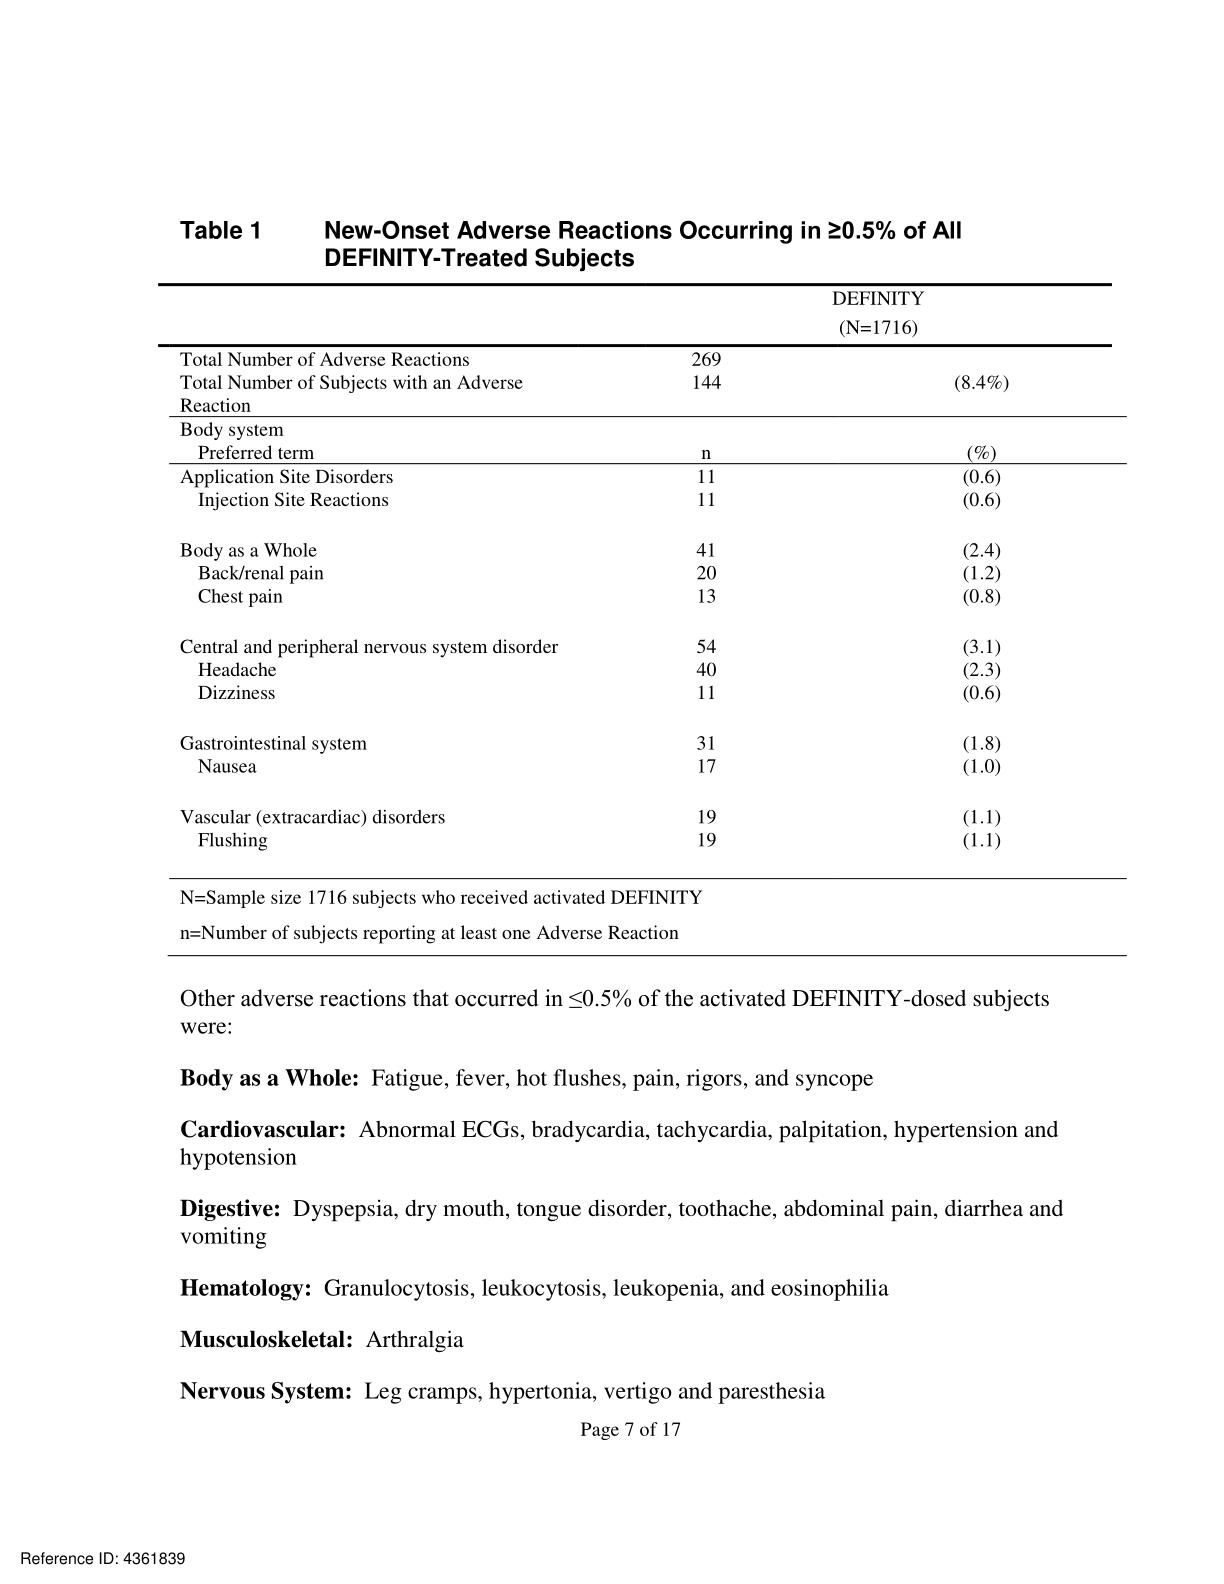 Table 1 New-Onset Adverse Reactions Occurring in ≥0.5% of All
DEFINITY-Treated Subjects
DEFINITY
(N=1716)
Total Number of Adverse Reactions 269
Total Number of Subjects with an Adverse 144 (8.4%)
Reaction
Body system
Preferred term n (%)
Application Site Disorders 11 (0.6)
Injection Site Reactions 11 (0.6)
Body as a Whole 41 (2.4)
Back/renal pain 20 (1.2)
Chest pain 13 (0.8)
Central and peripheral nervous system disorder 54 (3.1)
Headache 40 (2.3)
Dizziness 11 (0.6)
Gastrointestinal system 31 (1.8)
Nausea 17 (1.0)
Vascular (extracardiac) disorders 19 (1.1)
Flushing 19 (1.1)
N=Sample size 1716 subjects who received activated DEFINITY
n=Number of subjects reporting at least one Adverse Reaction
Other adverse reactions that occurred in ≤0.5% of the activated DEFINITY-dosed subjects
were:
Body as a Whole: Fatigue, fever, hot flushes, pain, rigors, and syncope
Cardiovascular: Abnormal ECGs, bradycardia, tachycardia, palpitation, hypertension and
hypotension
Digestive: Dyspepsia, dry mouth, tongue disorder, toothache, abdominal pain, diarrhea and
vomiting
Hematology: Granulocytosis, leukocytosis, leukopenia, and eosinophilia
Musculoskeletal: Arthralgia
Nervous System: Leg cramps, hypertonia, vertigo and paresthesia
Page 7 of 17
Reference ID: 4361839